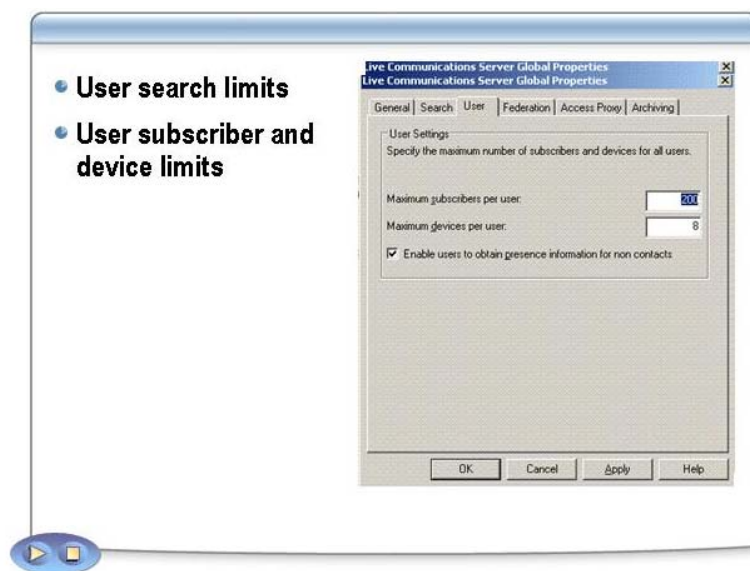 User search limits
User subscriber and
device limits
Live Communications Server Global Properties
Live Communications Server Global Properties
General Search User Federation Access Proxy Archiving
User Settings
Specify the maximum number of subscribers and devices for all users.
Maximum subscribers per user: 200
Maximum devices per user: 8
Enable users to obtain presence information for non contacts
OK Cancel Apply Help